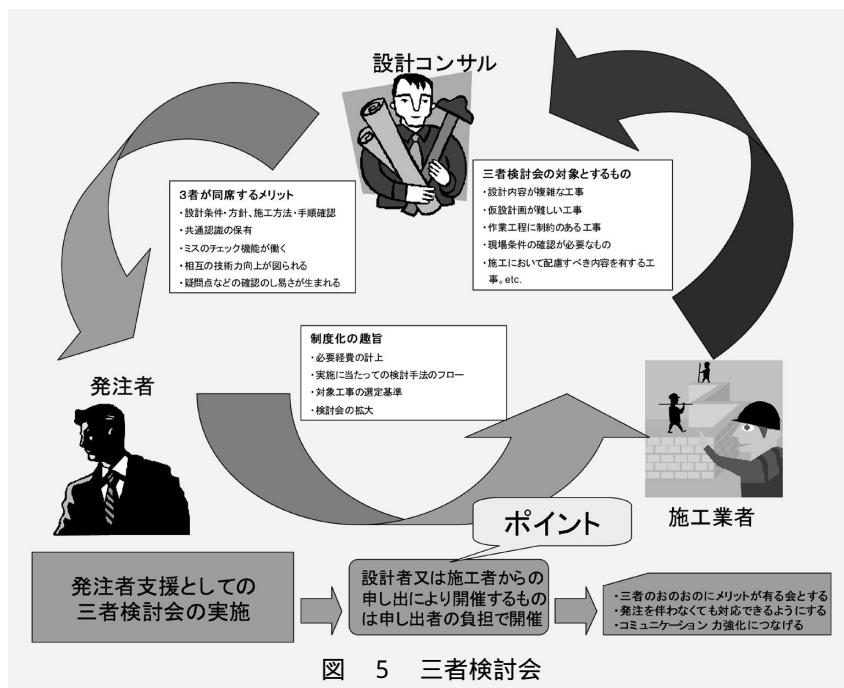 設計コンサル
3者が同席するメリット
・設計条件・方針、施工方法・手順確認
・共通認識の保有
・ミスのチェック機能が働く
・相互の技術力向上が図られる
・疑問点などの確認のし易さが生まれる
三者検討会の対象とするもの
・設計内容が複雑な工事
・仮設計画が難しい工事
・作業工程に制約のある工事
・現場条件の確認が必要なもの
・施工において配慮すべき内容を有する工
事。etc.
制度化の趣旨
・必要経費の計上
・実施に当たっての検討手法のフロー
・対象工事の選定基準
・検討会の拡大
発注者
施工業者
ポイント
発注者支援としての
三者検討会の実施
設計者又は施工者からの
申し出により開催するもの
は申し出者の負担で開催
・三者のおのおのにメリットが有る会とする
・発注を伴わなくても対応できるようにする
・コミュニケーション力強化につなげる
図 5 三者検討会